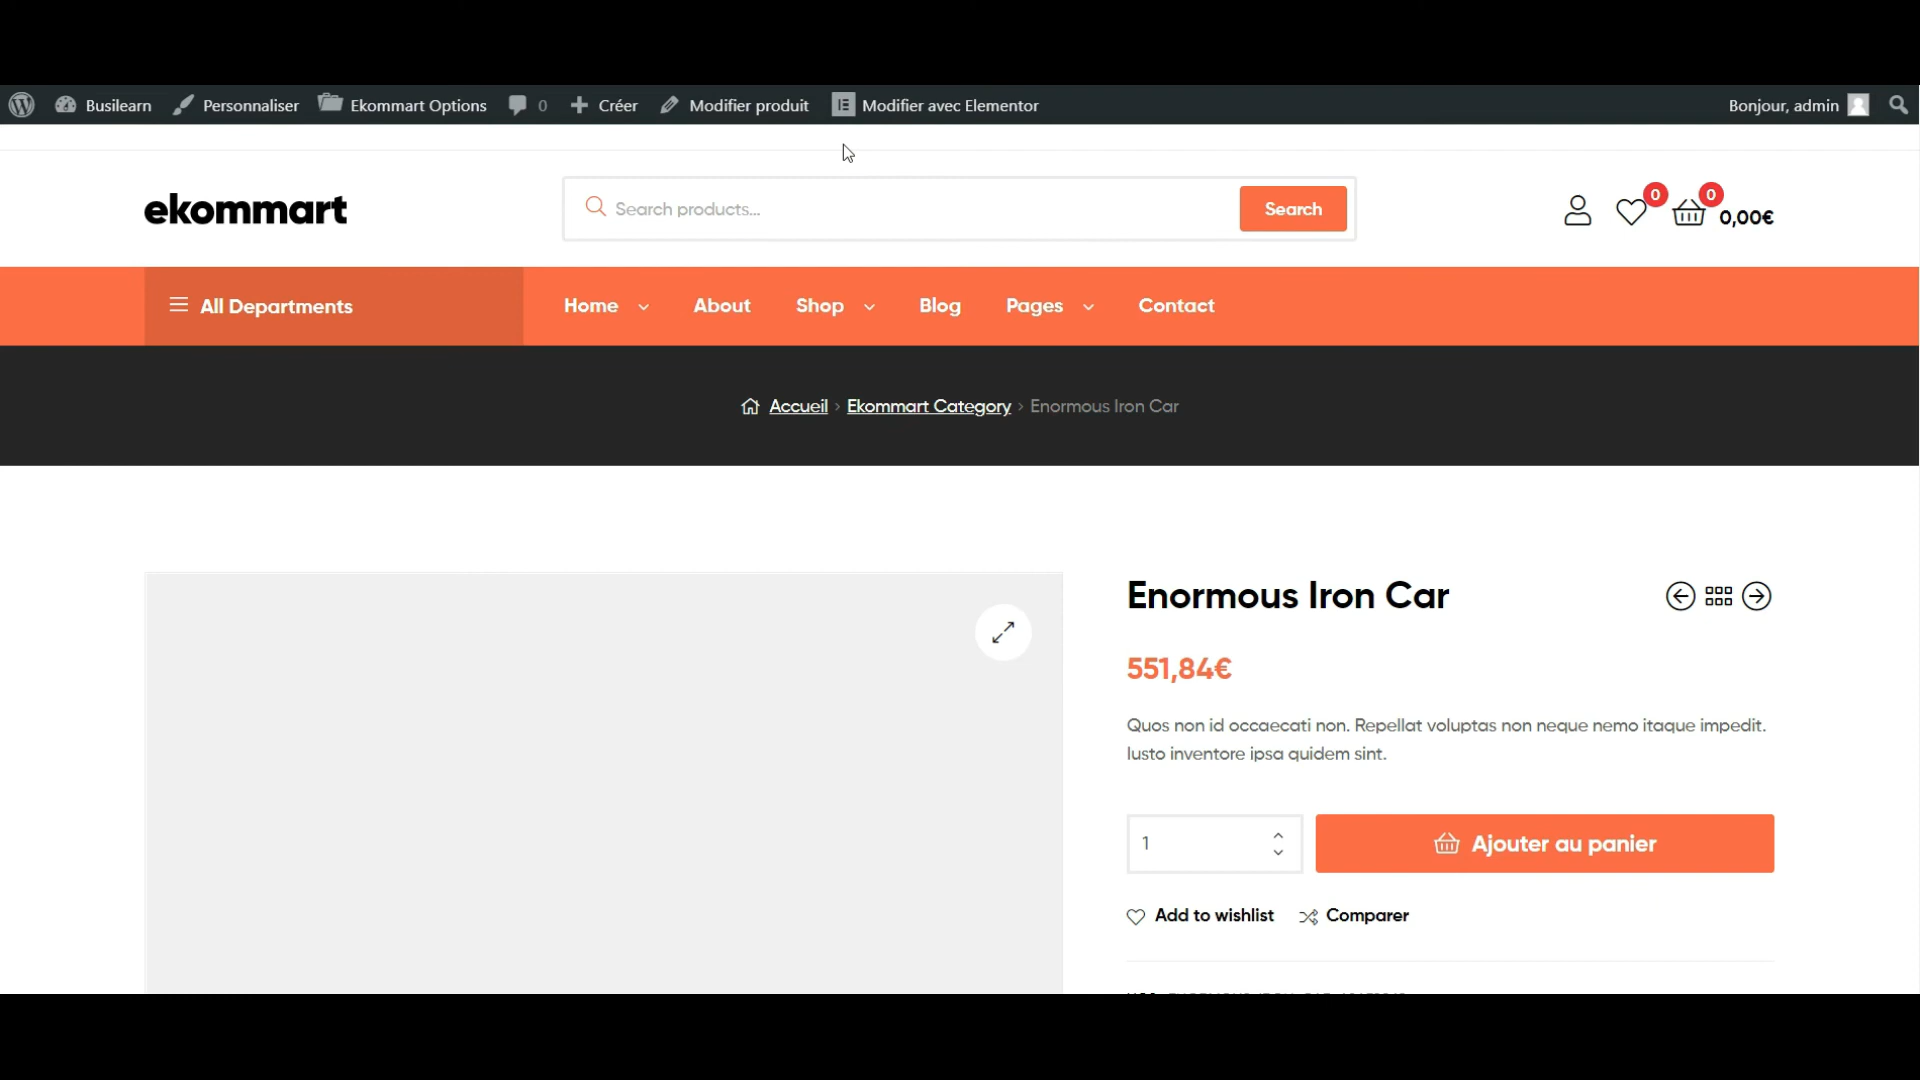 Busilearn Personnaliser Ekommart Options 0 Créer Modifier produit Modifier avec Elementor Bonjour, admin
ekommart Search products... Search 0 0 0,00€
All Departments Home About Shop Blog Pages Contact
Accueil › Ekommart Category › Enormous Iron Car
Enormous Iron Car
551,84€
Quos non id occaecati non. Repellat voluptas non neque nemo itaque impedit.
Iusto inventore ipsa quidem sint.
1 Ajouter au panier
Add to wishlist Comparer